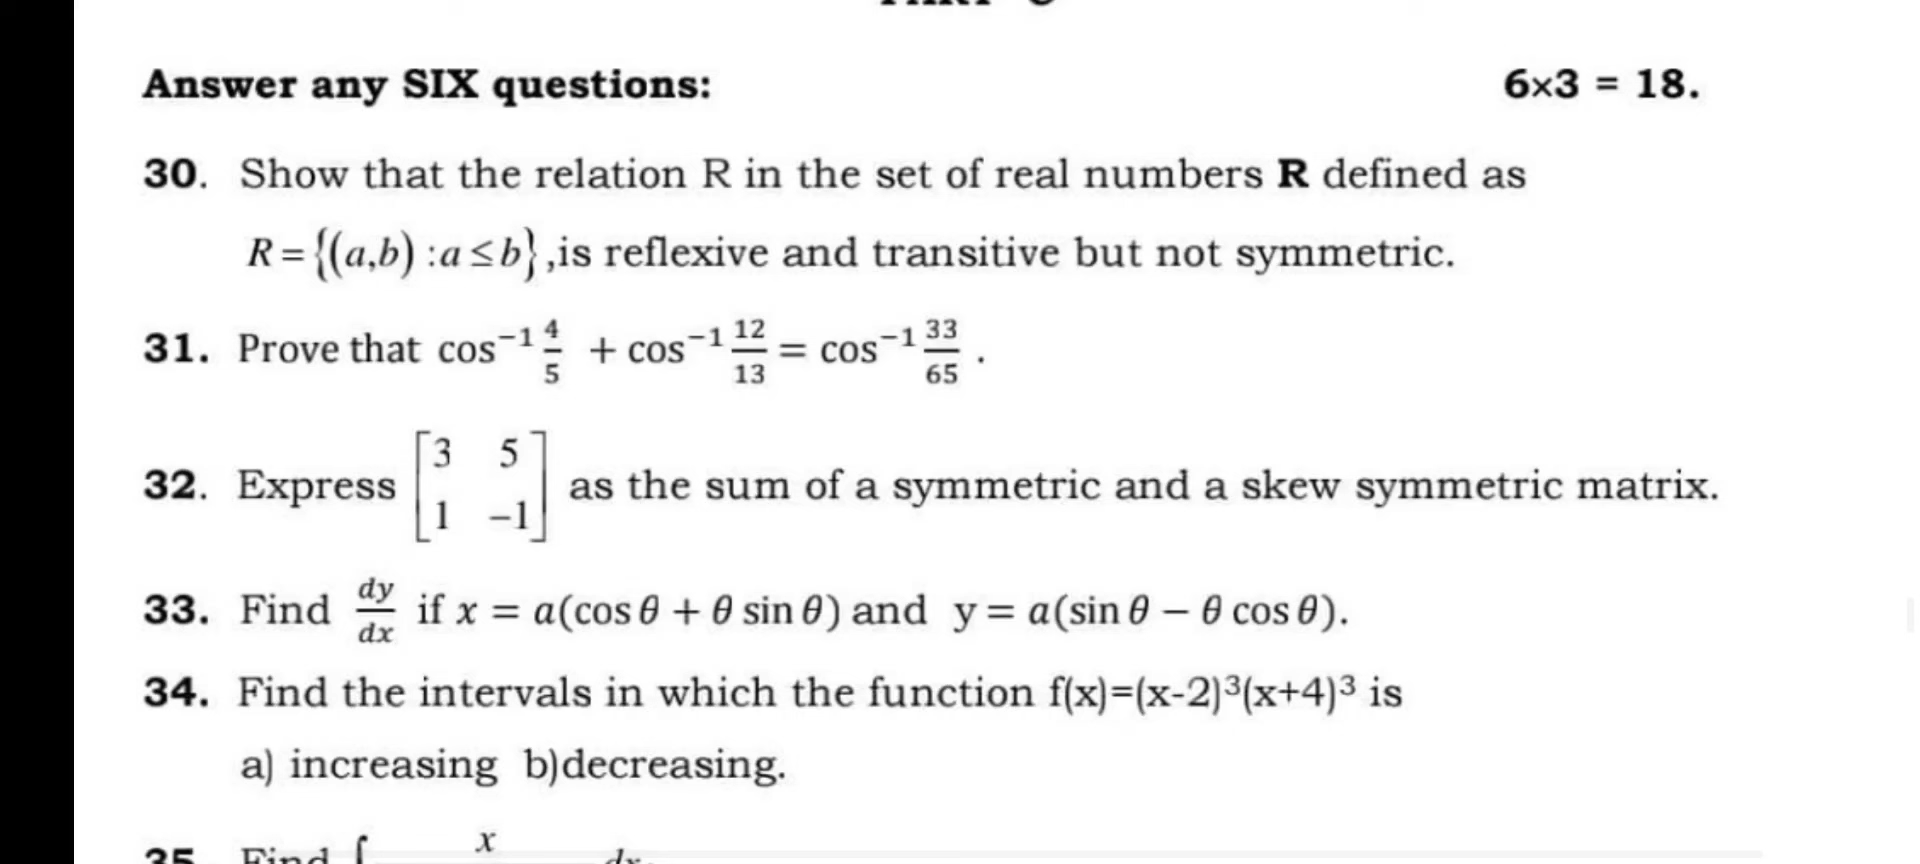 Answer any SIX questions: 6×3 = 18.
30. Show that the relation R in the set of real numbers R defined as
R = {(a,b) : a ≤ b} ,is reflexive and transitive but not symmetric.
31. Prove that cos⁻¹ 4/5 + cos⁻¹ 12/13 = cos⁻¹ 33/65 .
32. Express [3 5; 1 −1] as the sum of a symmetric and a skew symmetric matrix.
33. Find dy/dx if x = a(cos θ + θ sin θ) and y = a(sin θ − θ cos θ).
34. Find the intervals in which the function f(x)=(x-2)³(x+4)³ is
a) increasing b)decreasing.
35 Find ∫ x dx